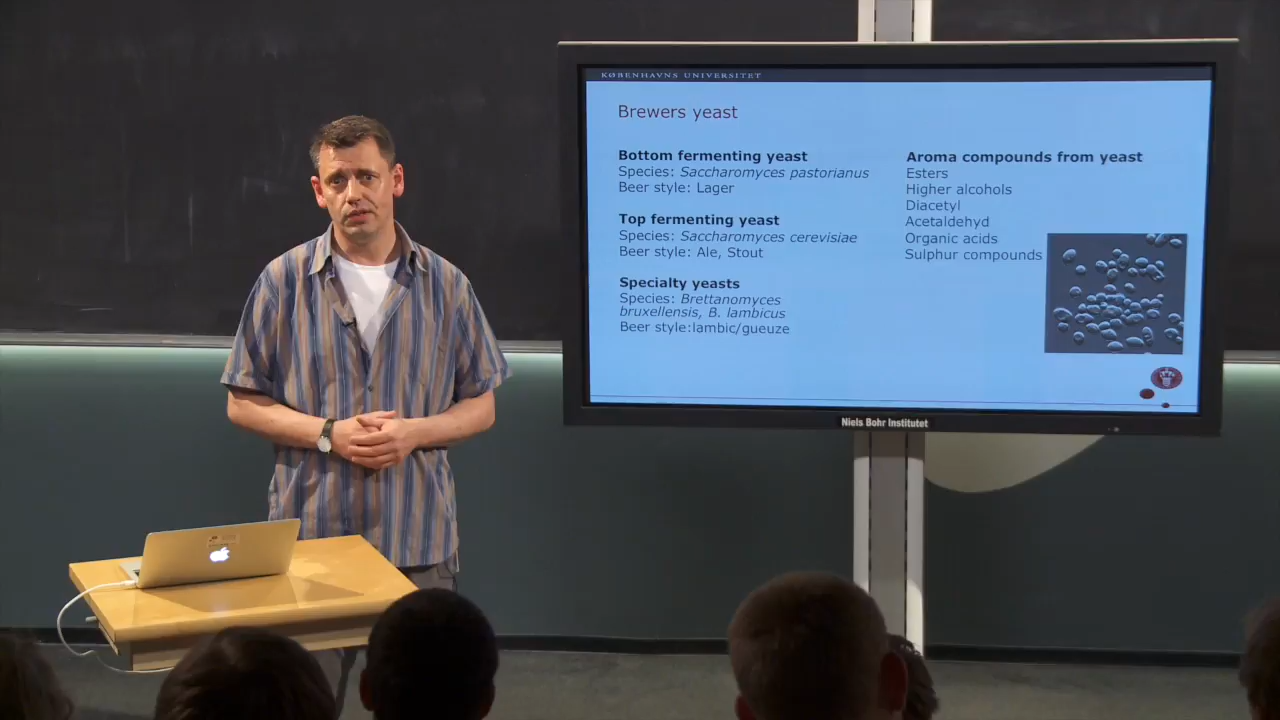 KØBENHAVNS UNIVERSITET
Brewers yeast
Bottom fermenting yeast
Species: Saccharomyces pastorianus
Beer style: Lager
Top fermenting yeast
Species: Saccharomyces cerevisiae
Beer style: Ale, Stout
Specialty yeasts
Species: Brettanomyces
bruxellensis, B. lambicus
Beer style:lambic/gueuze
Aroma compounds from yeast
Esters
Higher alcohols
Diacetyl
Acetaldehyd
Organic acids
Sulphur compounds
Niels Bohr Institutet